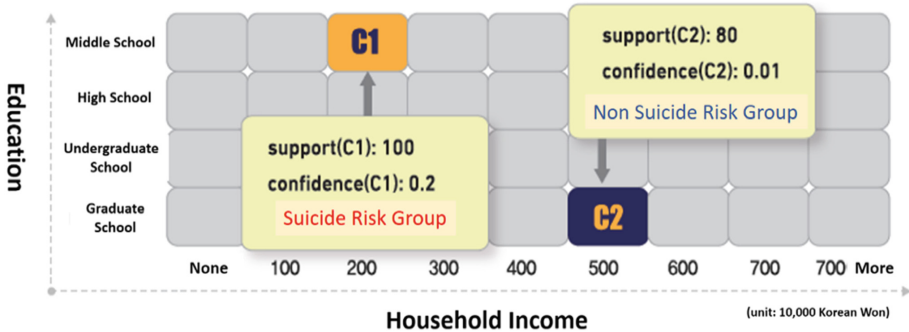 Education
Middle School
High School
Undergraduate
School
Graduate
School
C1
support(C1): 100
confidence(C1): 0.2
Suicide Risk Group
support(C2): 80
confidence(C2): 0.01
Non Suicide Risk Group
C2
None 100 200 300 400 500 600 700 700 More
Household Income
(unit: 10,000 Korean Won)